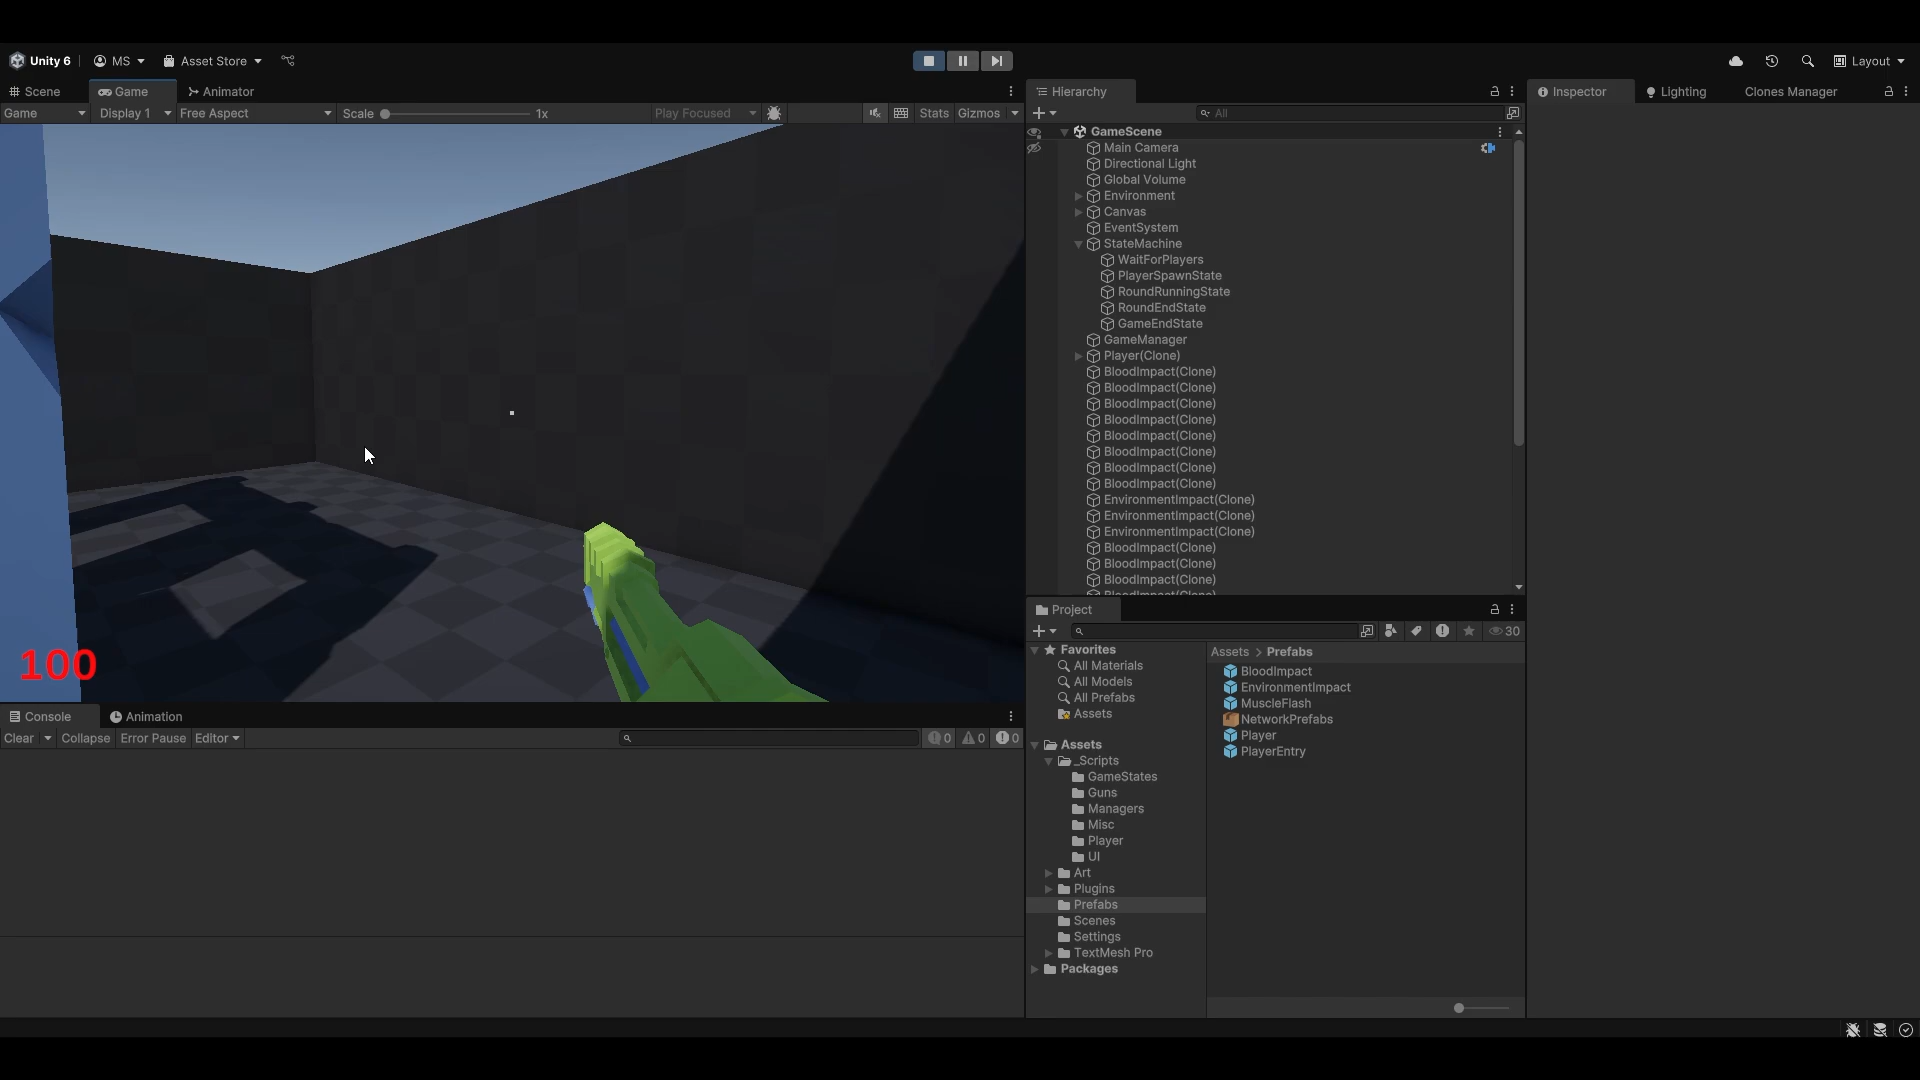 Unity 6
MS
Asset Store
Layout
Scene
Game
Animator
Game
Display 1
Free Aspect
Scale
1x
Play Focused
Stats
Gizmos
100
Console
Animation
Clear
Collapse
Error Pause
Editor
0
0
0
Hierarchy
All
GameScene
Main Camera
Directional Light
Global Volume
Environment
Canvas
EventSystem
StateMachine
WaitForPlayers
PlayerSpawnState
RoundRunningState
RoundEndState
GameEndState
GameManager
Player(Clone)
BloodImpact(Clone)
BloodImpact(Clone)
BloodImpact(Clone)
BloodImpact(Clone)
BloodImpact(Clone)
BloodImpact(Clone)
BloodImpact(Clone)
BloodImpact(Clone)
EnvironmentImpact(Clone)
EnvironmentImpact(Clone)
EnvironmentImpact(Clone)
BloodImpact(Clone)
BloodImpact(Clone)
BloodImpact(Clone)
BloodImpact(Clone)
Project
30
Favorites
All Materials
All Models
All Prefabs
Assets
Assets
_Scripts
GameStates
Guns
Managers
Misc
Player
UI
Art
Plugins
Prefabs
Scenes
Settings
TextMesh Pro
Packages
Assets > Prefabs
BloodImpact
EnvironmentImpact
MuscleFlash
NetworkPrefabs
Player
PlayerEntry
Inspector
Lighting
Clones Manager